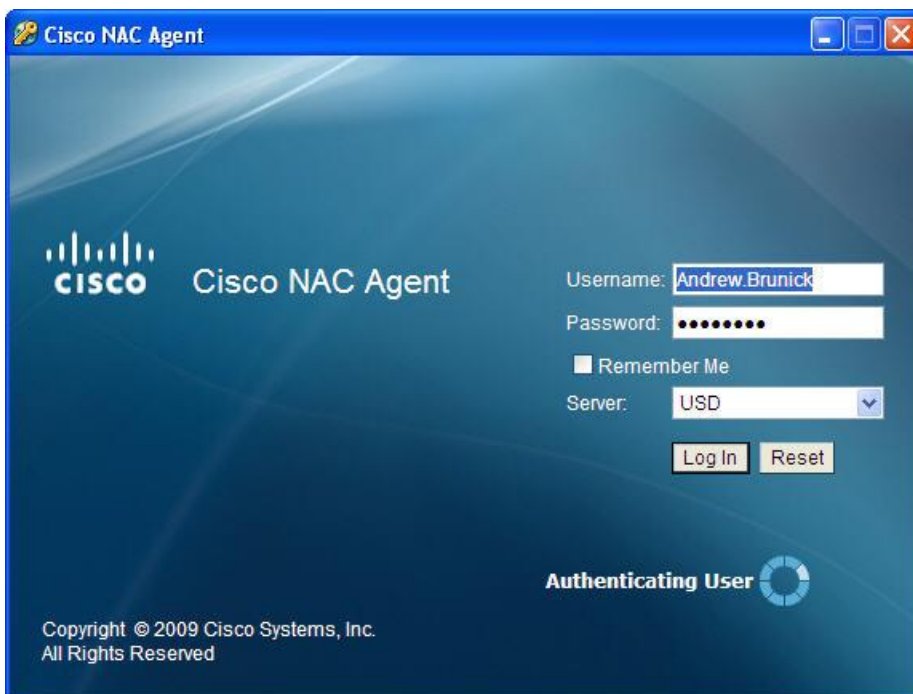 Cisco NAC Agent
CISCO
Cisco NAC Agent
Username: Andrew.Brunick
Password: ••••••••
Remember Me
Server: USD
Log In Reset
Authenticating User
Copyright © 2009 Cisco Systems, Inc.
All Rights Reserved